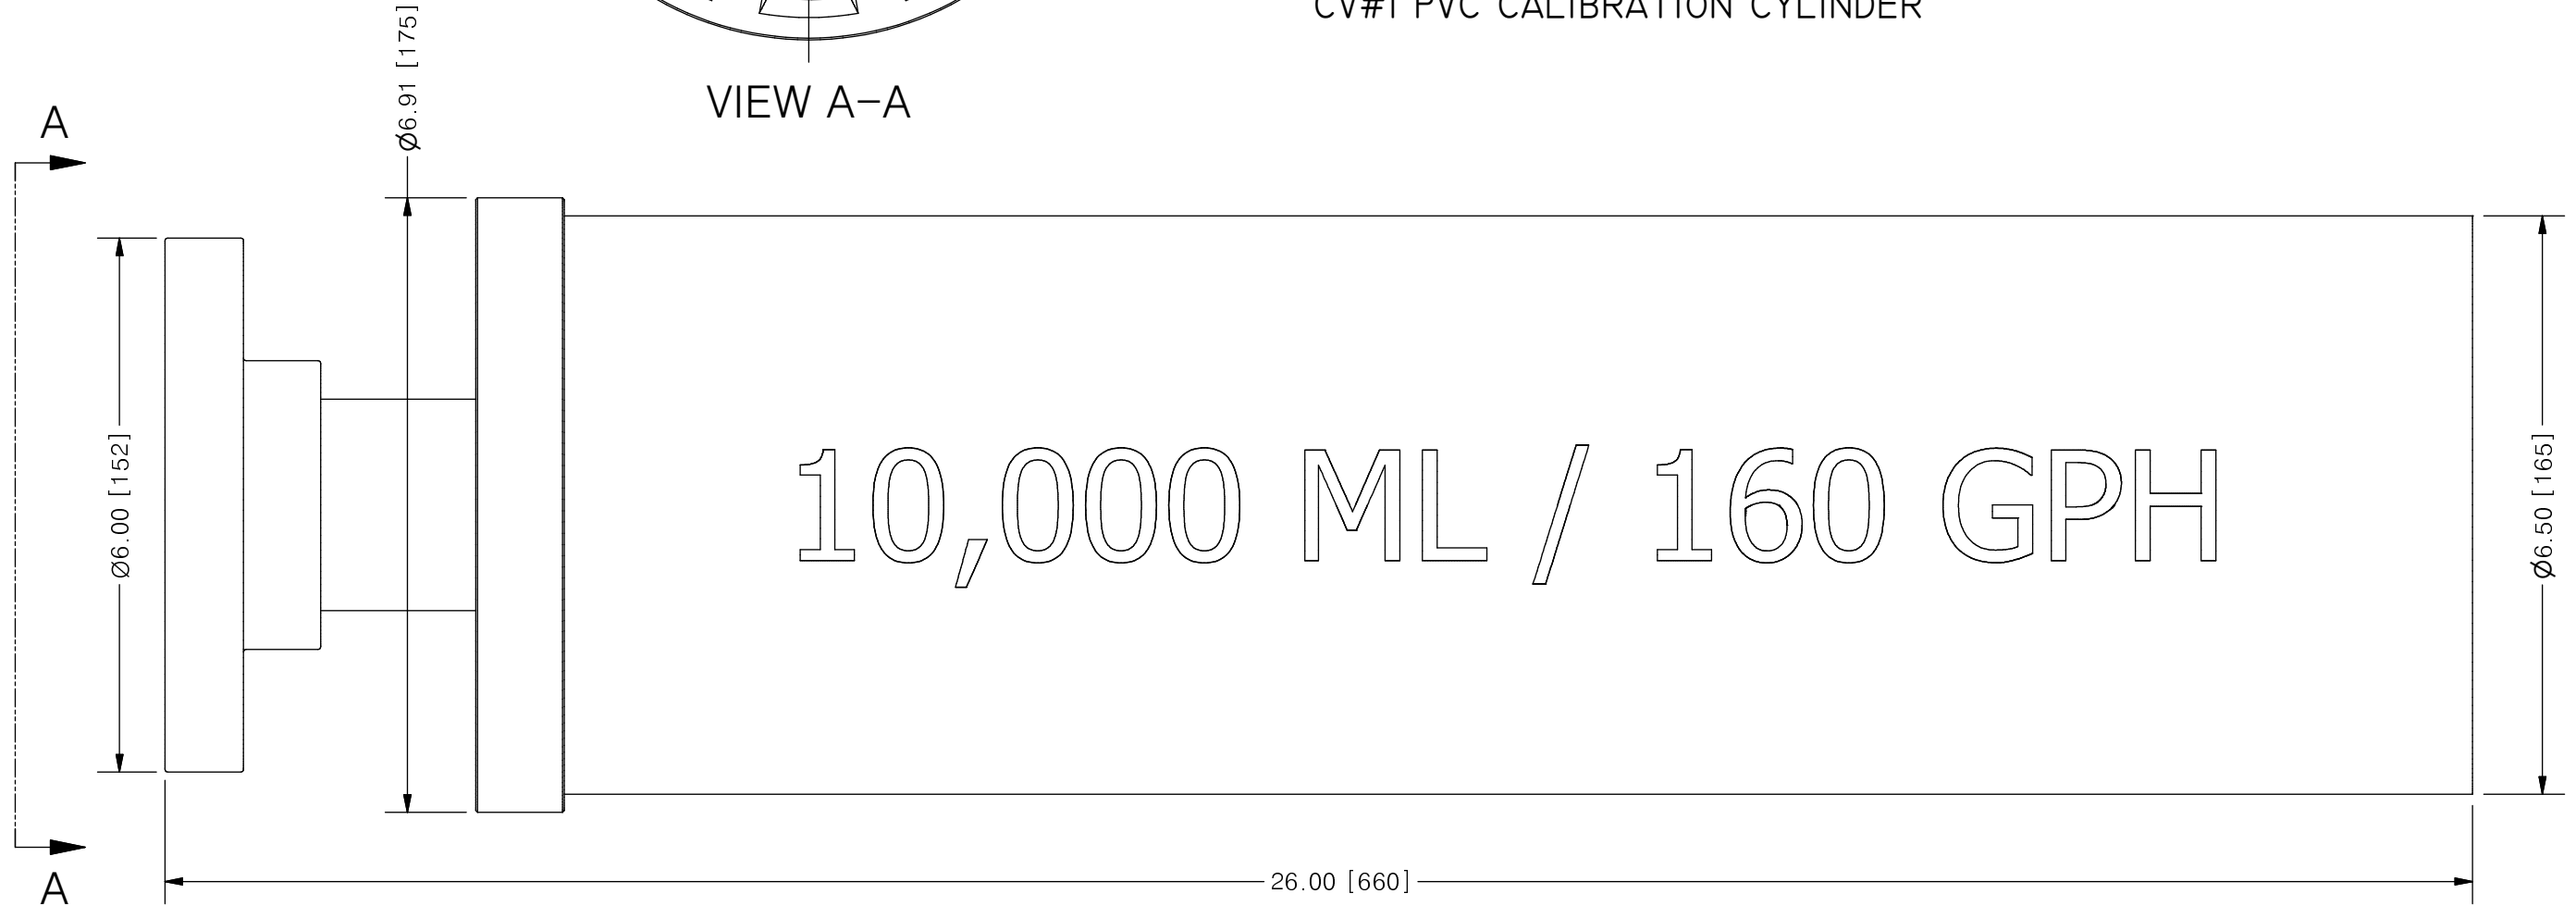 CV#1 PVC CALIBRATION CYLINDER
Ø6.91 [175]
VIEW A-A
A
Ø6.00 [152]
10,000 ML / 160 GPH
Ø6.50 [165]
A
26.00 [660]